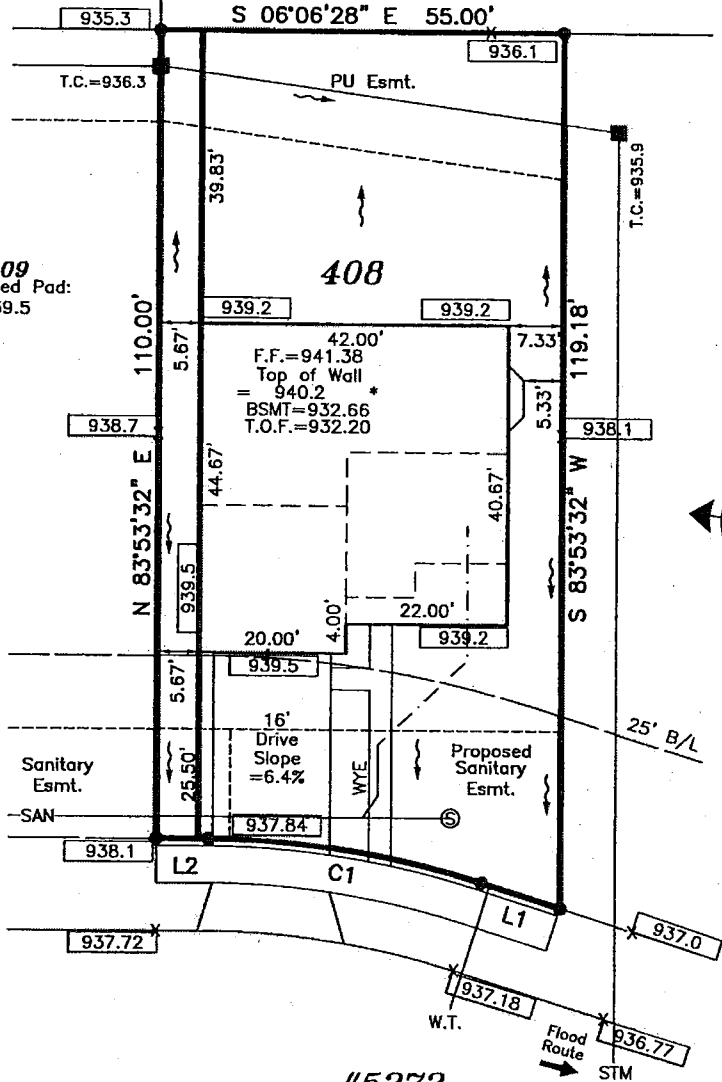 935.3
S 06°06'28" E 55.00'
936.1
T.C.=936.3
PU Esmt.
T.C.=935.9
39.83'
09
ed Pad:
408
939.2
939.2
110.00'
5.67'
42.00'
7.33'
119.18'
F.F.=941.38
Top of Wall
= 940.2 *
BSMT=932.66
T.O.F.=932.20
5.33'
938.7
938.1
N 83°53'32" E
44.67'
40.67'
S 83°53'32" W
939.5
4.00'
22.00'
939.2
20.00'
939.5
5.67'
25' B/L
16'
Drive
Slope
=6.4%
Sanitary
Esmt.
25.50'
WYE
Proposed
Sanitary
Esmt.
SAN
S
937.84
938.1
L2
C1
L1
937.72
937.0
937.18
W.T.
936.77
Flood
Route
STM